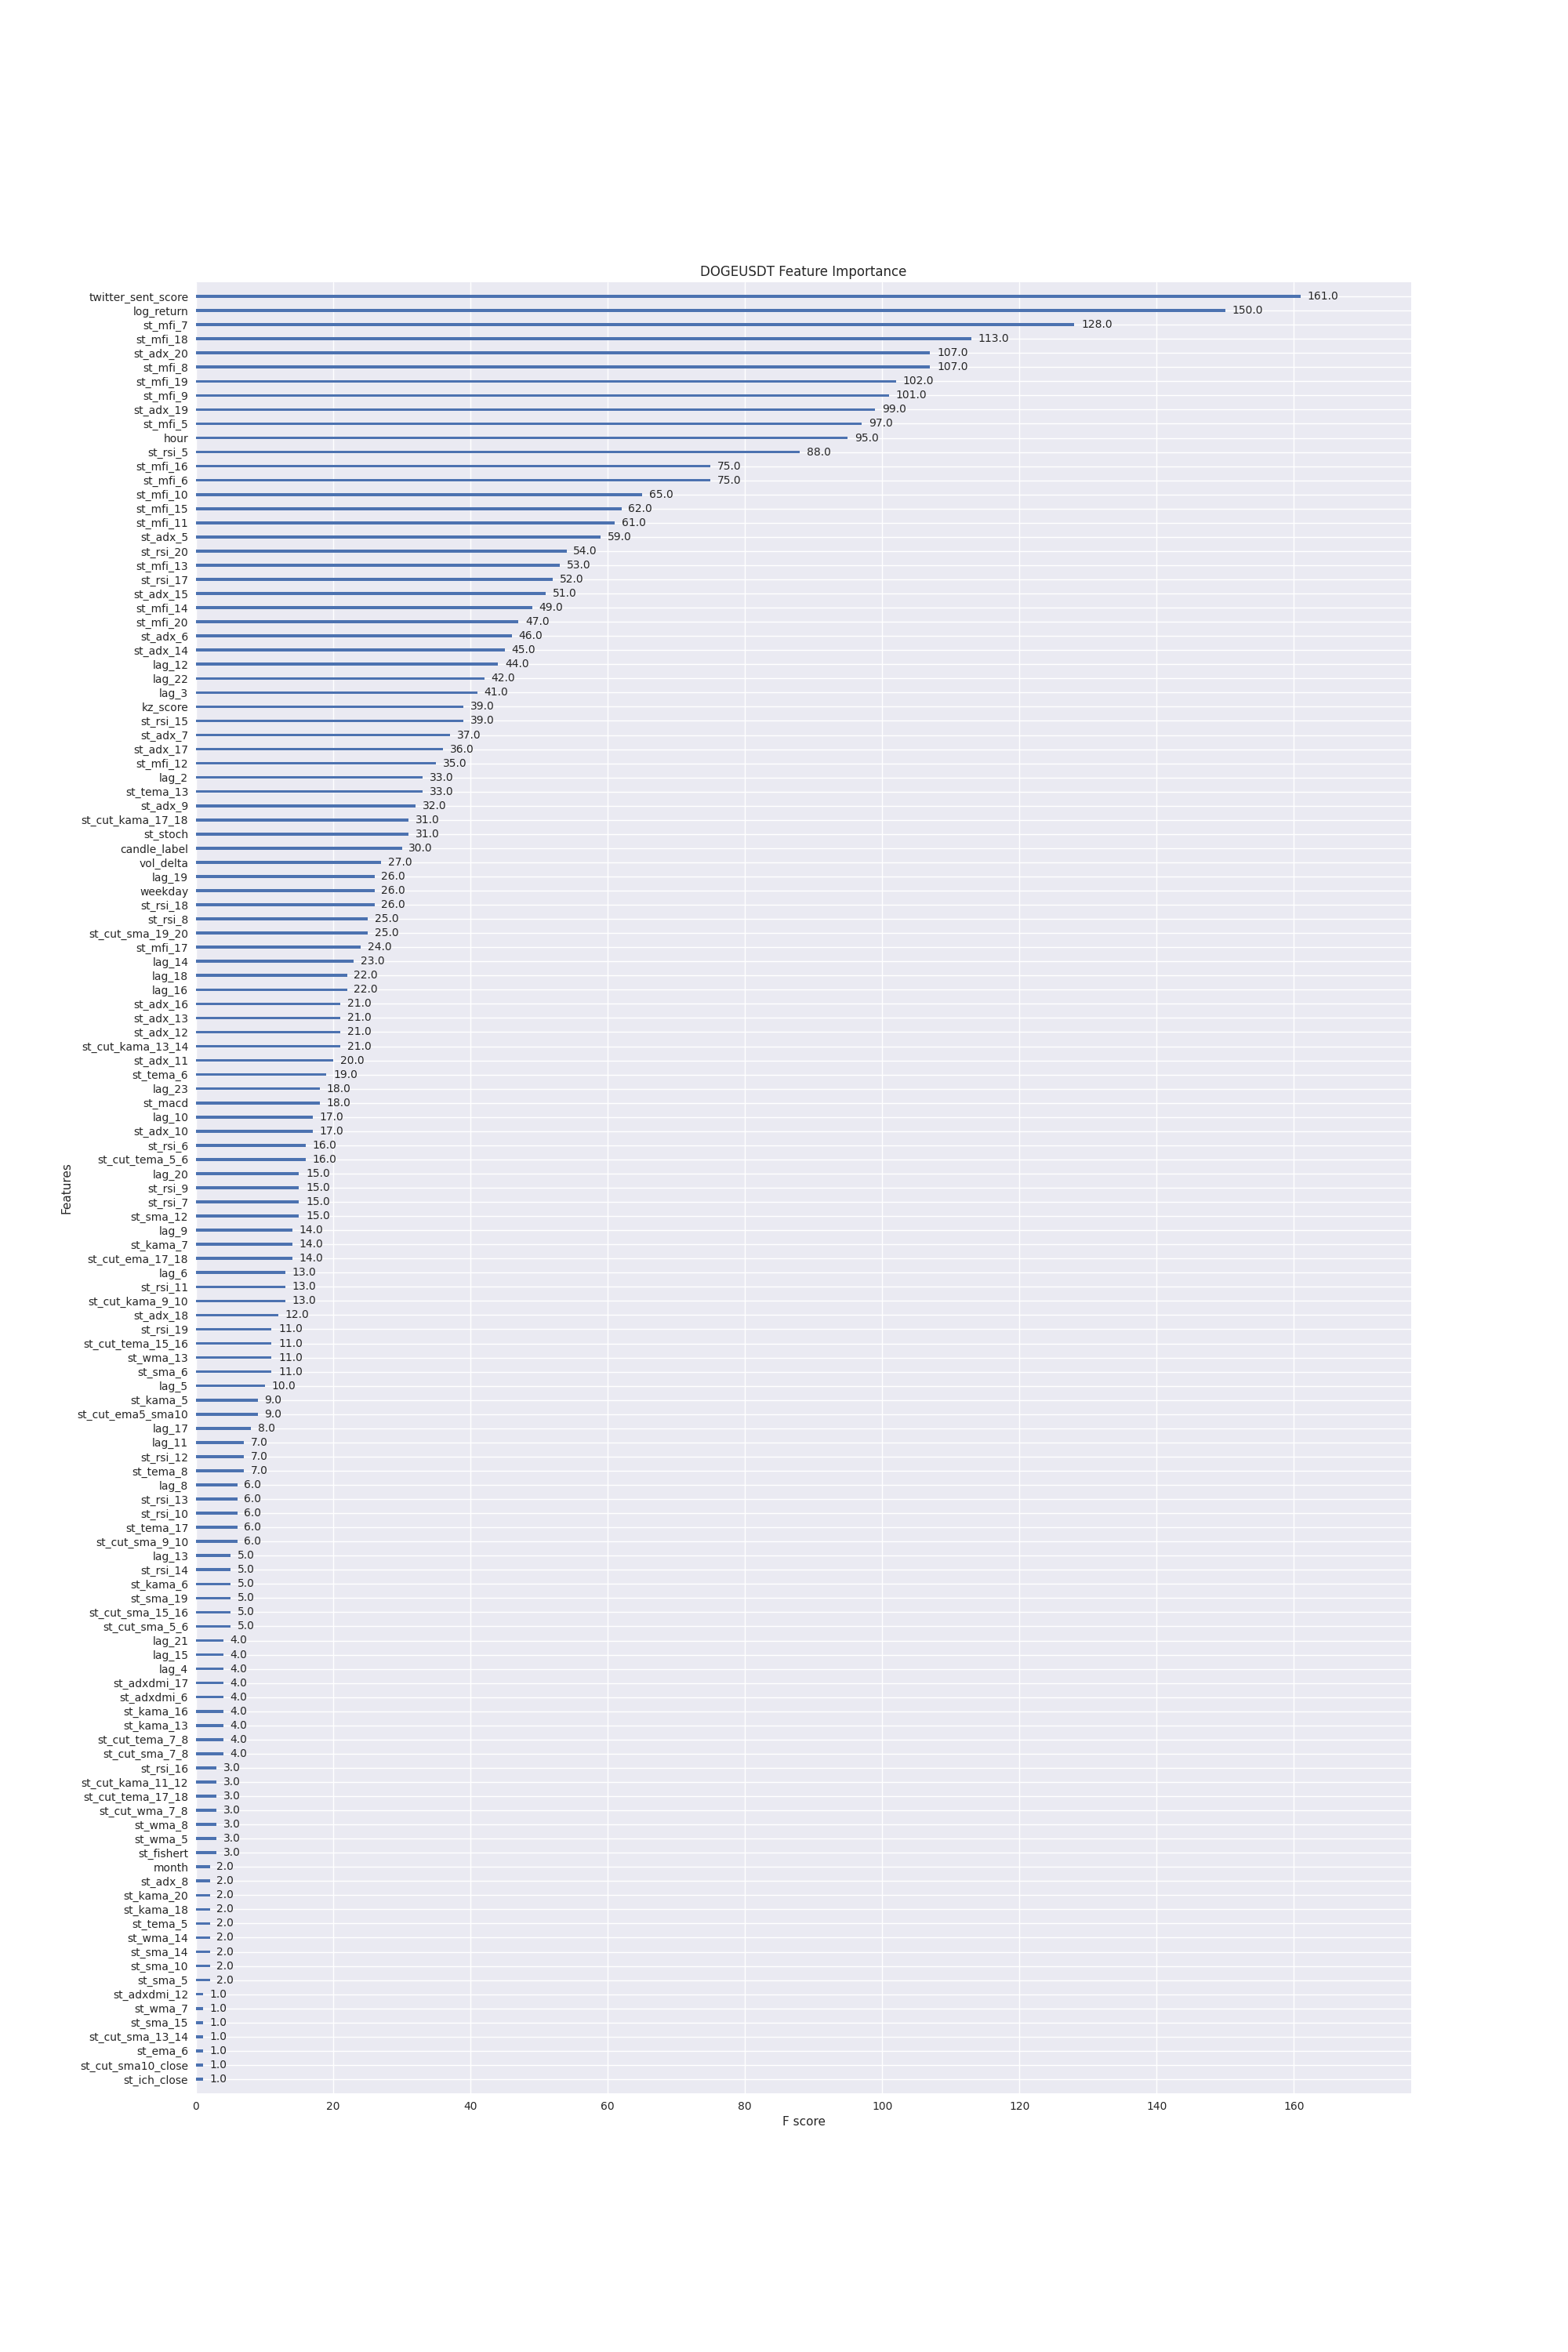 DOGEUSDT Feature Importance
twitter_sent_score 161.0
log_return 150.0
st_mfi_7 128.0
st_mfi_18 113.0
st_adx_20 107.0
st_mfi_8 107.0
st_mfi_19 102.0
st_mfi_9 101.0
st_adx_19 99.0
st_mfi_5 97.0
hour 95.0
st_rsi_5 88.0
st_mfi_16 75.0
st_mfi_6 75.0
st_mfi_10 65.0
st_mfi_15 62.0
st_mfi_11 61.0
st_adx_5 59.0
st_rsi_20 54.0
st_mfi_13 53.0
st_rsi_17 52.0
st_adx_15 51.0
st_mfi_14 49.0
st_mfi_20 47.0
st_adx_6 46.0
st_adx_14 45.0
lag_12 44.0
lag_22 42.0
lag_3 41.0
kz_score 39.0
st_rsi_15 39.0
st_adx_7 37.0
st_adx_17 36.0
st_mfi_12 35.0
lag_2 33.0
st_tema_13 33.0
st_adx_9 32.0
st_cut_kama_17_18 31.0
st_stoch 31.0
candle_label 30.0
vol_delta 27.0
lag_19 26.0
weekday 26.0
st_rsi_18 26.0
st_rsi_8 25.0
st_cut_sma_19_20 25.0
st_mfi_17 24.0
lag_14 23.0
lag_18 22.0
lag_16 22.0
st_adx_16 21.0
st_adx_13 21.0
st_adx_12 21.0
st_cut_kama_13_14 21.0
st_adx_11 20.0
st_tema_6 19.0
lag_23 18.0
st_macd 18.0
lag_10 17.0
st_adx_10 17.0
st_rsi_6 16.0
st_cut_tema_5_6 16.0
lag_20 15.0
st_rsi_9 15.0
st_rsi_7 15.0
st_sma_12 15.0
lag_9 14.0
st_kama_7 14.0
st_cut_ema_17_18 14.0
lag_6 13.0
st_rsi_11 13.0
st_cut_kama_9_10 13.0
st_adx_18 12.0
st_rsi_19 11.0
st_cut_tema_15_16 11.0
st_wma_13 11.0
st_sma_6 11.0
lag_5 10.0
st_kama_5 9.0
st_cut_ema5_sma10 9.0
lag_17 8.0
lag_11 7.0
st_rsi_12 7.0
st_tema_8 7.0
lag_8 6.0
st_rsi_13 6.0
st_rsi_10 6.0
st_tema_17 6.0
st_cut_sma_9_10 6.0
lag_13 5.0
st_rsi_14 5.0
st_kama_6 5.0
st_sma_19 5.0
st_cut_sma_15_16 5.0
st_cut_sma_5_6 5.0
lag_21 4.0
lag_15 4.0
lag_4 4.0
st_adxdmi_17 4.0
st_adxdmi_6 4.0
st_kama_16 4.0
st_kama_13 4.0
st_cut_tema_7_8 4.0
st_cut_sma_7_8 4.0
st_rsi_16 3.0
st_cut_kama_11_12 3.0
st_cut_tema_17_18 3.0
st_cut_wma_7_8 3.0
st_wma_8 3.0
st_wma_5 3.0
st_fishert 3.0
month 2.0
st_adx_8 2.0
st_kama_20 2.0
st_kama_18 2.0
st_tema_5 2.0
st_wma_14 2.0
st_sma_14 2.0
st_sma_10 2.0
st_sma_5 2.0
st_adxdmi_12 1.0
st_wma_7 1.0
st_sma_15 1.0
st_cut_sma_13_14 1.0
st_ema_6 1.0
st_cut_sma10_close 1.0
st_ich_close 1.0
Features
0 20 40 60 80 100 120 140 160
F score